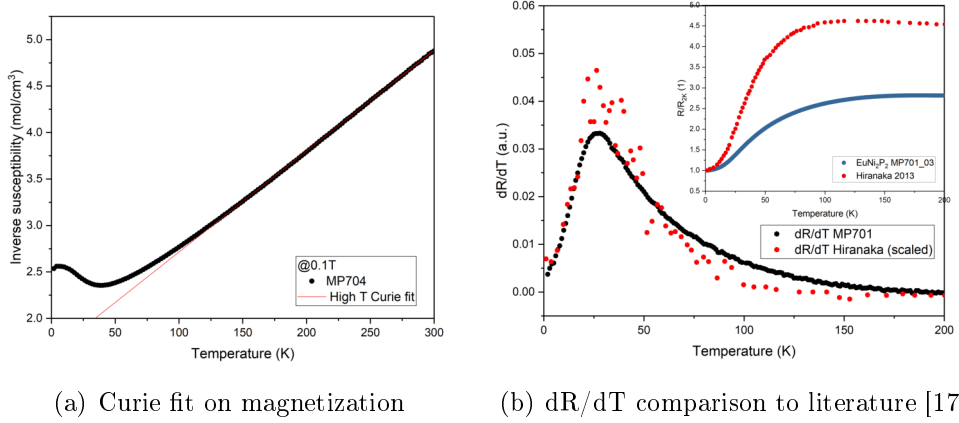 5.0
4.5
4.0
3.5
3.0
2.5
2.0
0 50 100 150 200 250 300
Inverse susceptibility (mol/cm³)
Temperature (K)
@0.1T
MP704
High T Curie fit
(a) Curie fit on magnetization
0.06
0.05
0.04
0.03
0.02
0.01
0.00
0 50 100 150 200
dR/dT (a.u.)
Temperature (K)
dR/dT MP701
dR/dT Hiranaka (scaled)
5.0
4.5
4.0
3.5
3.0
2.5
2.0
1.5
1.0
0.5
0 50 100 150 200
R/R₂K (1)
Temperature (K)
EuNi₂P₂ MP701_03
Hiranaka 2013
(b) dR/dT comparison to literature [17